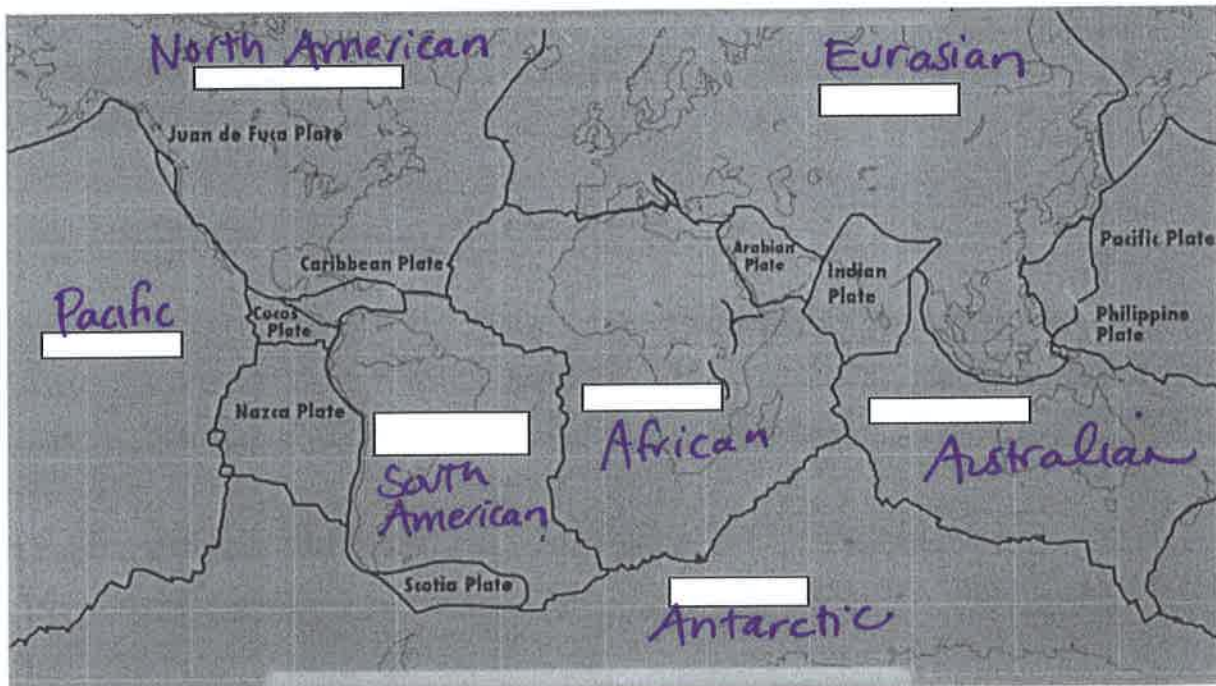 North American
Eurasian
Juan de Fuca Plate
Caribbean Plate
Arabian
Plate
Indian
Plate
Pacific Plate
Pacific
Cocos
Plate
Philippine
Plate
Nazca Plate
African
Australian
South
American
Scotia Plate
Antarctic